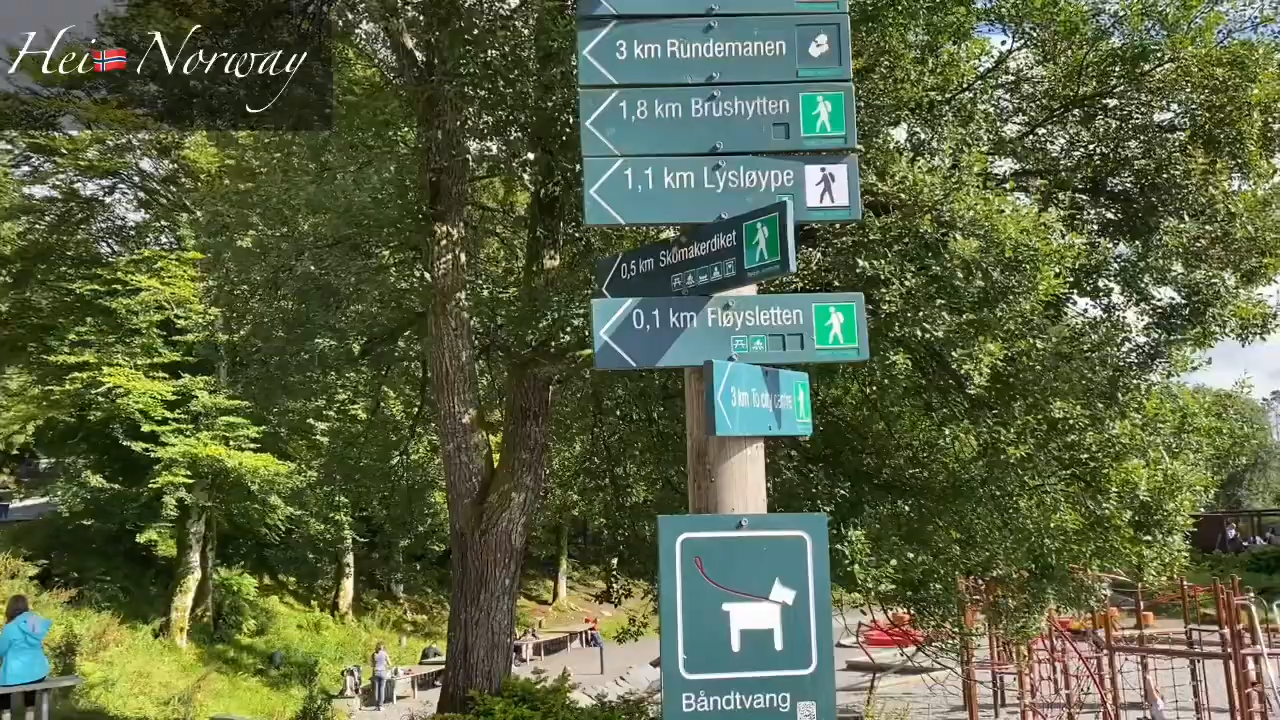 Hei Norway
3 km Rundemanen
1,8 km Brushytten
1,1 km Lysløype
0,5 km Skomakerdiket
0,1 km Fløysletten
3 km To city centre
Båndtvang